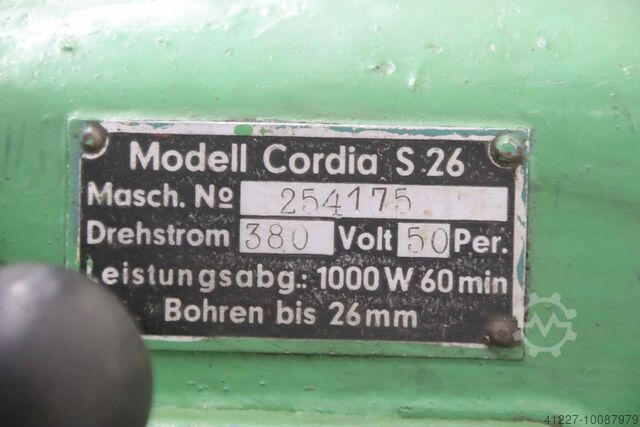 Modell Cordia S 26
Masch. No 254175
Drehstrom 380 Volt 50 Per.
Leistungsabg.: 1000 W 60 min
Bohren bis 26 mm
41227-10087979